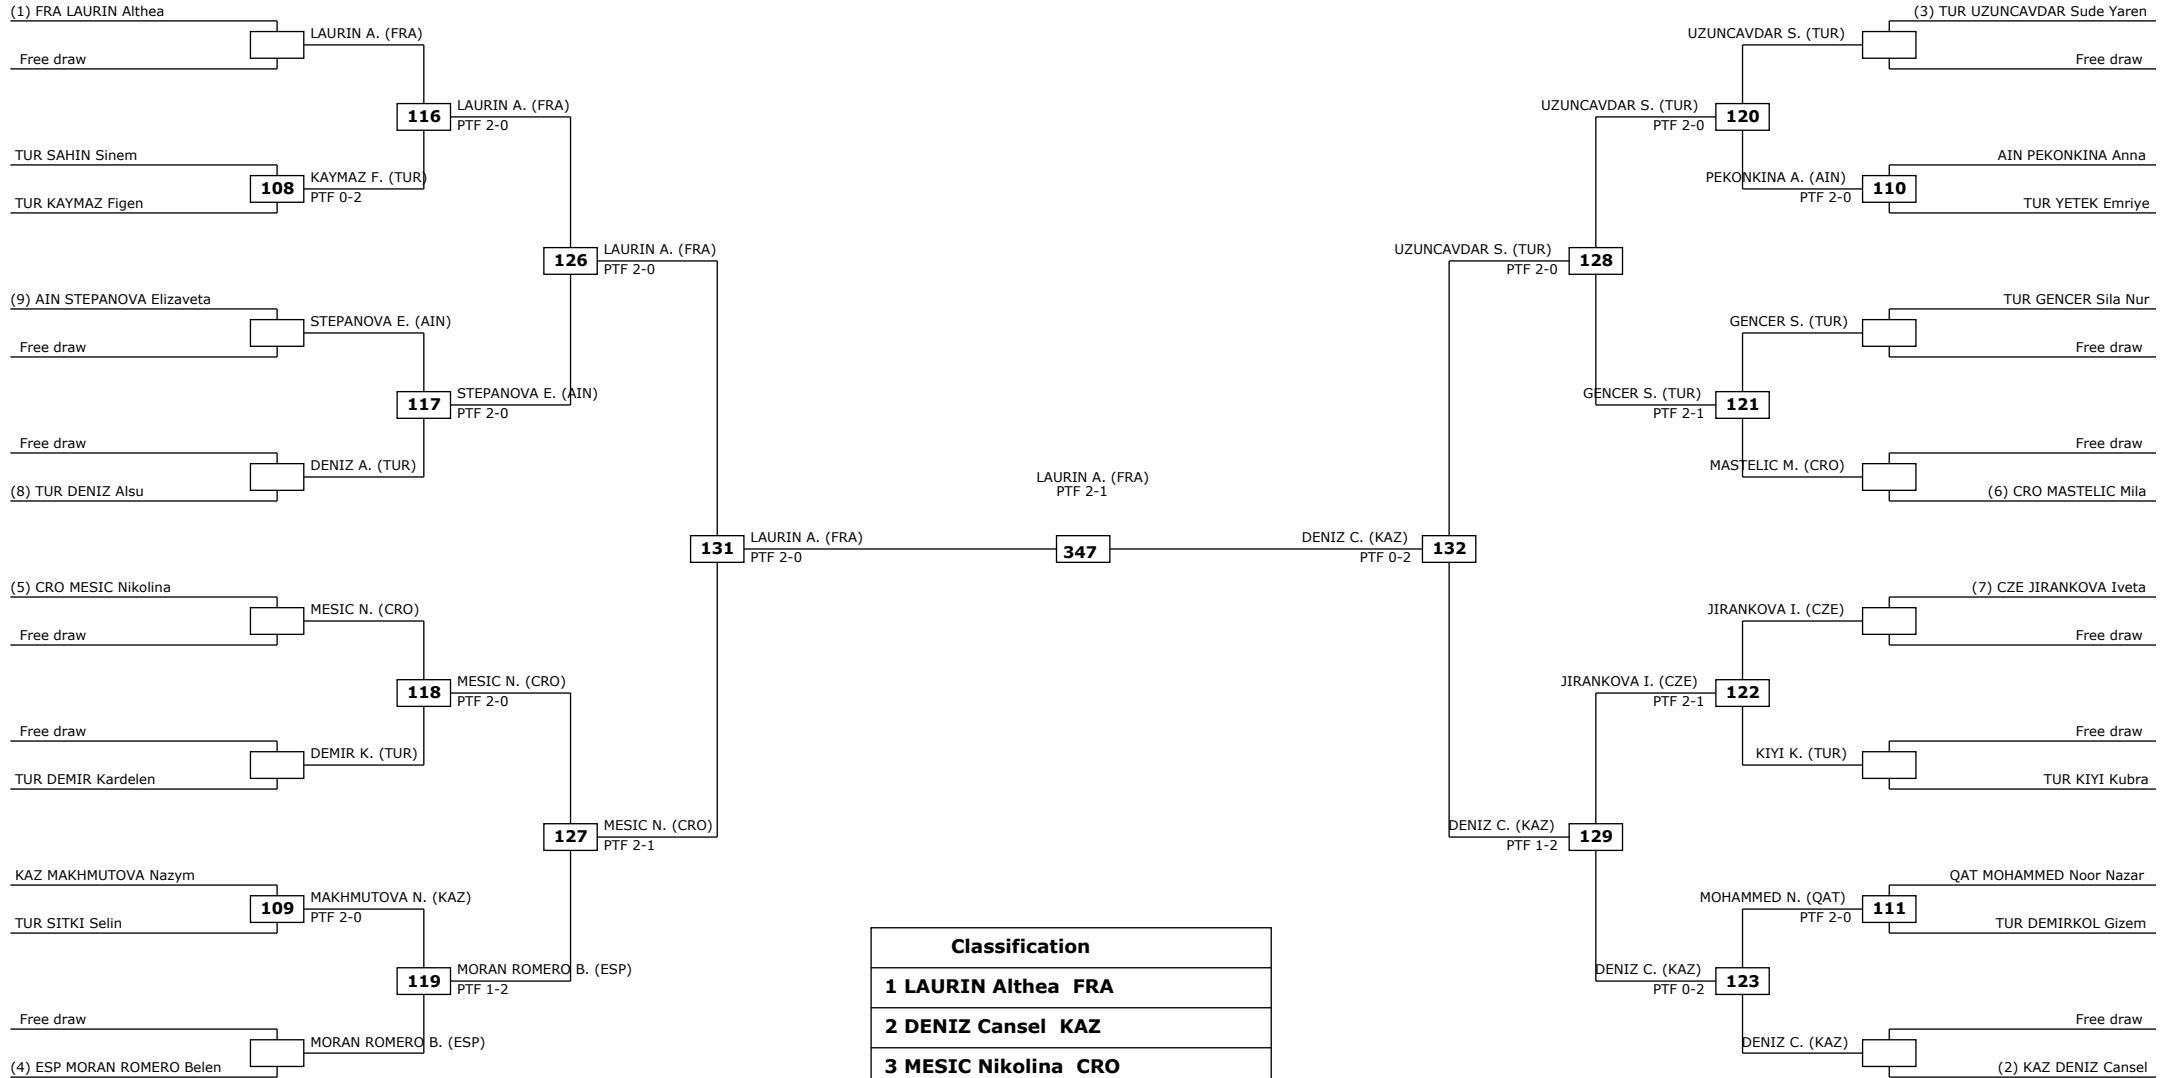 (1) FRA LAURIN Althea
LAURIN A. (FRA)
Free draw
116
LAURIN A. (FRA)
PTF 2-0
TUR SAHIN Sinem
108
KAYMAZ F. (TUR)
PTF 0-2
TUR KAYMAZ Figen
126
LAURIN A. (FRA)
PTF 2-0
(9) AIN STEPANOVA Elizaveta
STEPANOVA E. (AIN)
Free draw
117
STEPANOVA E. (AIN)
PTF 2-0
Free draw
DENIZ A. (TUR)
(8) TUR DENIZ Alsu
131
LAURIN A. (FRA)
PTF 2-0
(5) CRO MESIC Nikolina
MESIC N. (CRO)
Free draw
118
MESIC N. (CRO)
PTF 2-0
Free draw
DEMIR K. (TUR)
TUR DEMIR Kardelen
127
MESIC N. (CRO)
PTF 2-1
KAZ MAKHMUTOVA Nazym
109
MAKHMUTOVA N. (KAZ)
PTF 2-0
TUR SITKI Selin
119
MORAN ROMERO B. (ESP)
PTF 1-2
Free draw
MORAN ROMERO B. (ESP)
(4) ESP MORAN ROMERO Belen
LAURIN A. (FRA)
PTF 2-1
347
(3) TUR UZUNCAVDAR Sude Yaren
UZUNCAVDAR S. (TUR)
Free draw
UZUNCAVDAR S. (TUR)
PTF 2-0
120
AIN PEKONKINA Anna
PEKONKINA A. (AIN)
PTF 2-0
110
TUR YETEK Emriye
UZUNCAVDAR S. (TUR)
PTF 2-0
128
TUR GENCER Sila Nur
GENCER S. (TUR)
Free draw
GENCER S. (TUR)
PTF 2-1
121
Free draw
MASTELIC M. (CRO)
(6) CRO MASTELIC Mila
DENIZ C. (KAZ)
PTF 0-2
132
(7) CZE JIRANKOVA Iveta
JIRANKOVA I. (CZE)
Free draw
JIRANKOVA I. (CZE)
PTF 2-1
122
Free draw
KIYI K. (TUR)
TUR KIYI Kubra
DENIZ C. (KAZ)
PTF 1-2
129
QAT MOHAMMED Noor Nazar
MOHAMMED N. (QAT)
PTF 2-0
111
TUR DEMIRKOL Gizem
DENIZ C. (KAZ)
PTF 0-2
123
Free draw
DENIZ C. (KAZ)
(2) KAZ DENIZ Cansel
Classification
1 LAURIN Althea FRA
2 DENIZ Cansel KAZ
3 MESIC Nikolina CRO